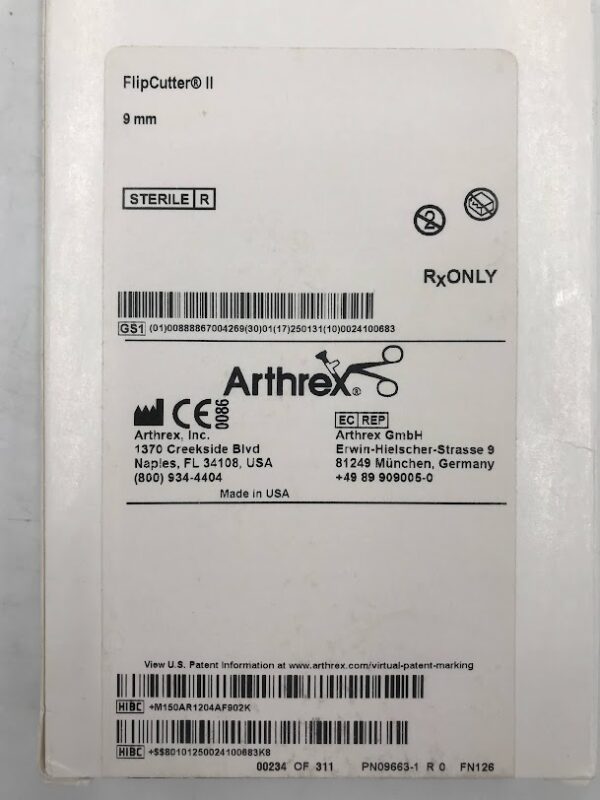 FlipCutter® II
9 mm
STERILE R
2
RxONLY
GS1 (01)00888867004269(30)01(17)250131(10)0024100683
Arthrex®
CE 0086
EC REP
Arthrex, Inc.
1370 Creekside Blvd
Naples, FL 34108, USA
(800) 934-4404
Arthrex GmbH
Erwin-Hielscher-Strasse 9
81249 München, Germany
+49 89 909005-0
Made in USA
View U.S. Patent Information at www.arthrex.com/virtual-patent-marking
HIBC +M150AR1204AF902K
HIBC +$$80101250024100683K8
00234 OF 311 PN09663-1 R 0 FN126